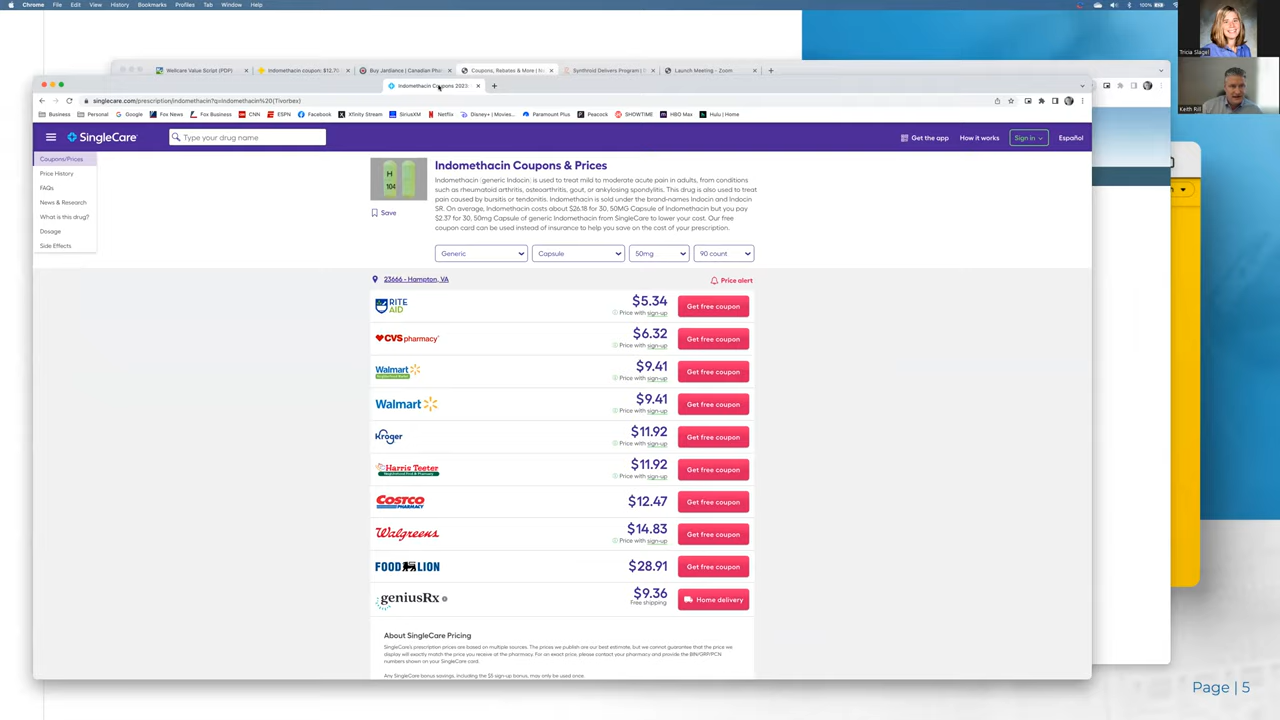 Chrome File Edit View History Bookmarks Profiles Tab Window Help
100%
Tricia Slagel
Keith Rill
Wellcare Value Script (PDP)
Indomethacin coupon: $12.7
Buy Jardiance | Canadian Pha
Coupons, Rebates & More | M
Synthroid Delivers Program |
Launch Meeting - Zoom
Indomethacin Coupons 2023
singlecare.com/prescription/indomethacin?q=indomethacin%20(Tivorbex)
Business Personal Google Fox News Fox Business CNN ESPN Facebook Xfinity Stream SiriusXM Netflix Disney+ | Movies... Paramount Plus Peacock SHOWTIME HBO Max Hulu | Home
SingleCare
Type your drug name
Get the app
How it works
Sign in
Español
Coupons/Prices
Price History
FAQs
News & Research
What is this drug?
Dosage
Side Effects
H
104
Save
Indomethacin Coupons & Prices
Indomethacin (generic Indocin) is used to treat mild to moderate acute pain in adults, from conditions
such as rheumatoid arthritis, osteoarthritis, gout, or ankylosing spondylitis. This drug is also used to treat
pain caused by bursitis or tendonitis. Indomethacin is sold under the brand-names Indocin and Indocin
SR. On average, Indomethacin costs about $26.18 for 30, 50MG Capsule of Indomethacin but you pay
$2.37 for 30, 50mg Capsule of generic Indomethacin from SingleCare to lower your cost. Our free
coupon card can be used instead of insurance to help you save on the cost of your prescription.
Generic Capsule 50mg 90 count
23666 - Hampton, VA
Price alert
RITE AID $5.34 Get free coupon
Price with sign-up
CVS pharmacy $6.32 Get free coupon
Price with sign-up
Walmart Neighborhood Market $9.41 Get free coupon
Price with sign-up
Walmart $9.41 Get free coupon
Price with sign-up
Kroger $11.92 Get free coupon
Price with sign-up
Harris Teeter $11.92 Get free coupon
Price with sign-up
COSTCO PHARMACY $12.47 Get free coupon
Walgreens $14.83 Get free coupon
Price with sign-up
FOOD LION $28.91 Get free coupon
geniusRx $9.36 Home delivery
Free shipping
About SingleCare Pricing
SingleCare's prescription prices are based on multiple sources. The prices we publish are our best estimate, but we cannot guarantee that the price we
display will exactly match the price you receive at the pharmacy. For an exact price, please contact your pharmacy and provide the BIN/GRP/PCN
numbers shown on your SingleCare card.
Any SingleCare bonus savings, including the $5 sign-up bonus, may only be used once.
Page | 5